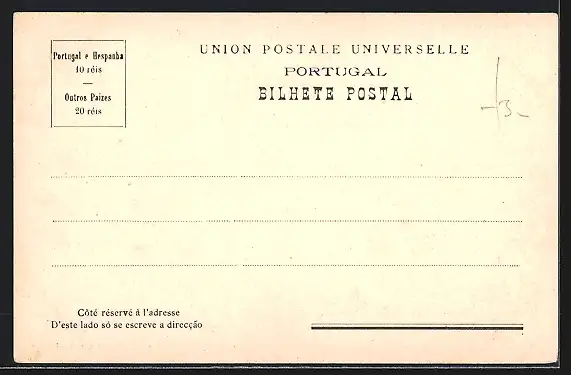 Portugal e Hespanha
10 réis
Outros Paizes
20 réis
UNION POSTALE UNIVERSELLE
PORTUGAL
BILHETE POSTAL
Côté réservé à l'adresse
D'este lado só se escreve a direcção